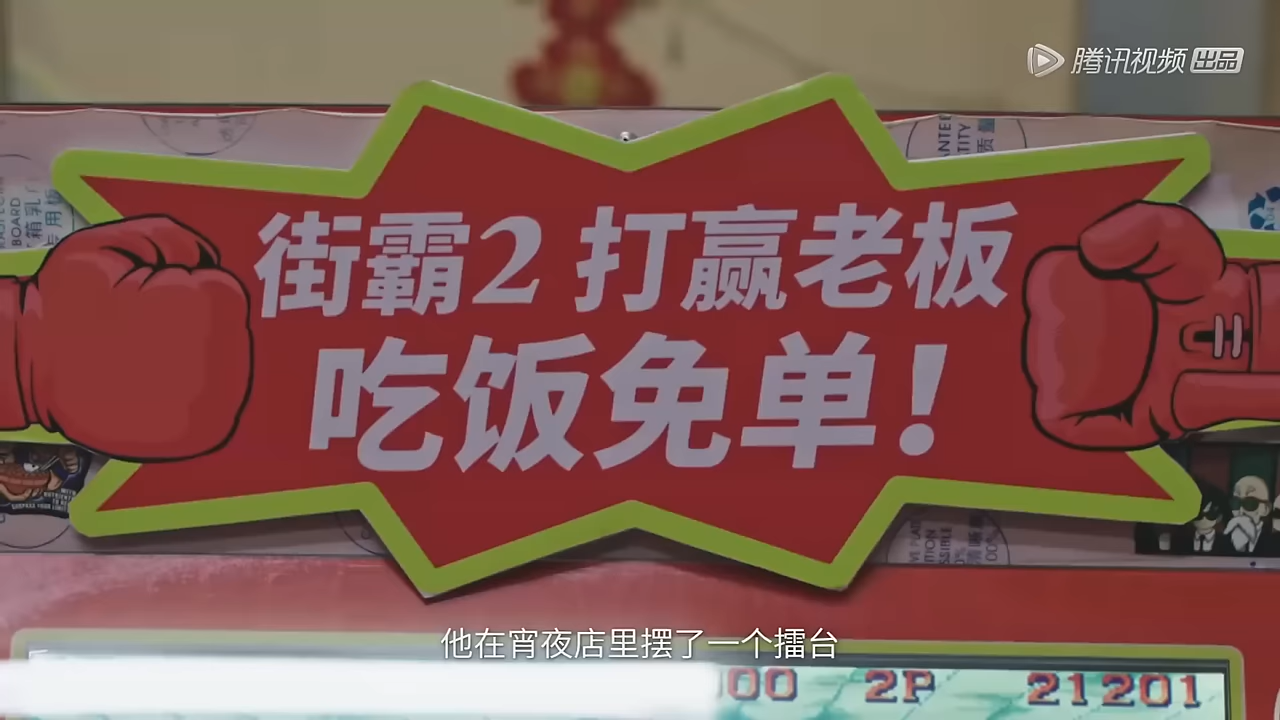 腾讯视频 出品
街霸2 打赢老板
吃饭免单!
他在宵夜店里摆了一个擂台
00 2P 21201